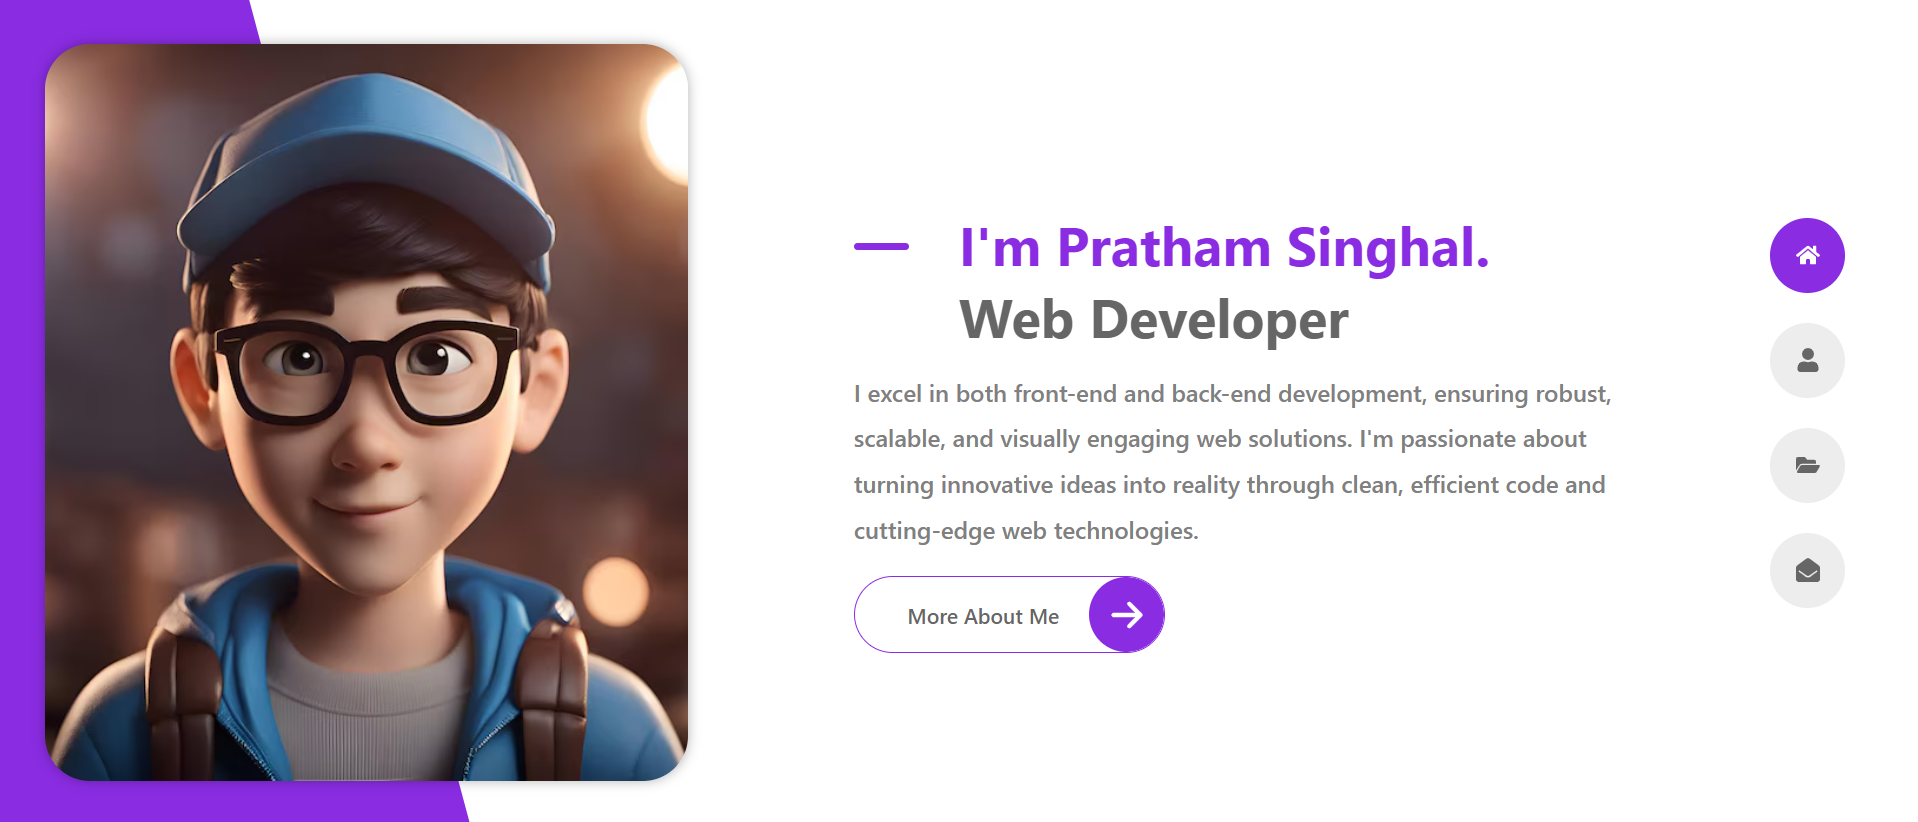 I'm Pratham Singhal.
Web Developer
I excel in both front-end and back-end development, ensuring robust,
scalable, and visually engaging web solutions. I'm passionate about
turning innovative ideas into reality through clean, efficient code and
cutting-edge web technologies.
More About Me